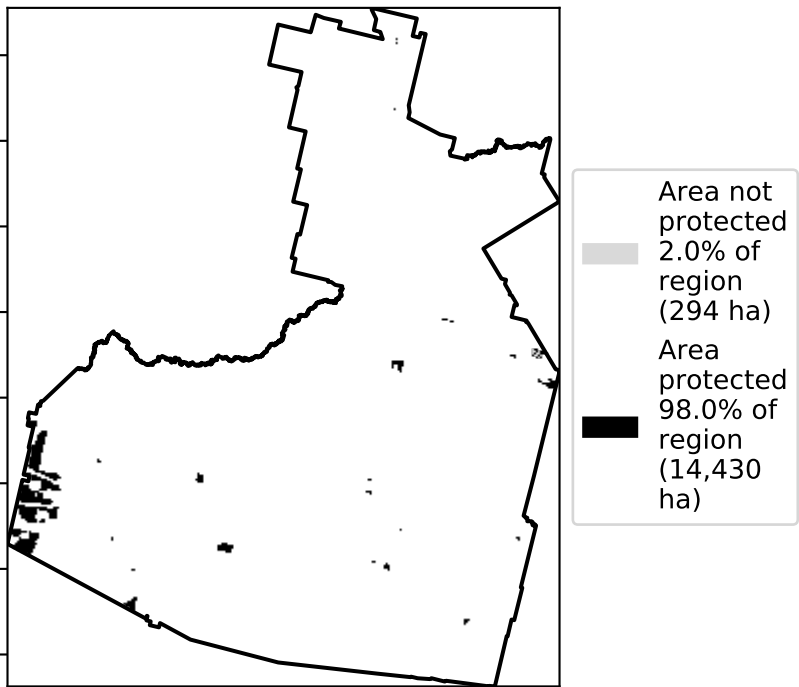 Area not
protected
2.0% of
region
(294 ha)
Area
protected
98.0% of
region
(14,430
ha)